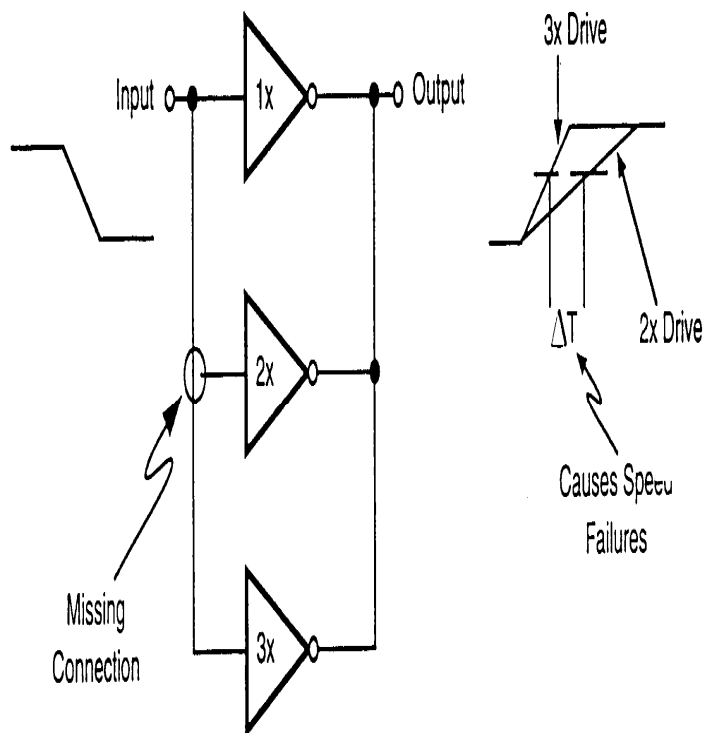 3x Drive
Input
1x
Output
2x
ΔT
2x Drive
Causes
Failures
Missing
Connection
3x